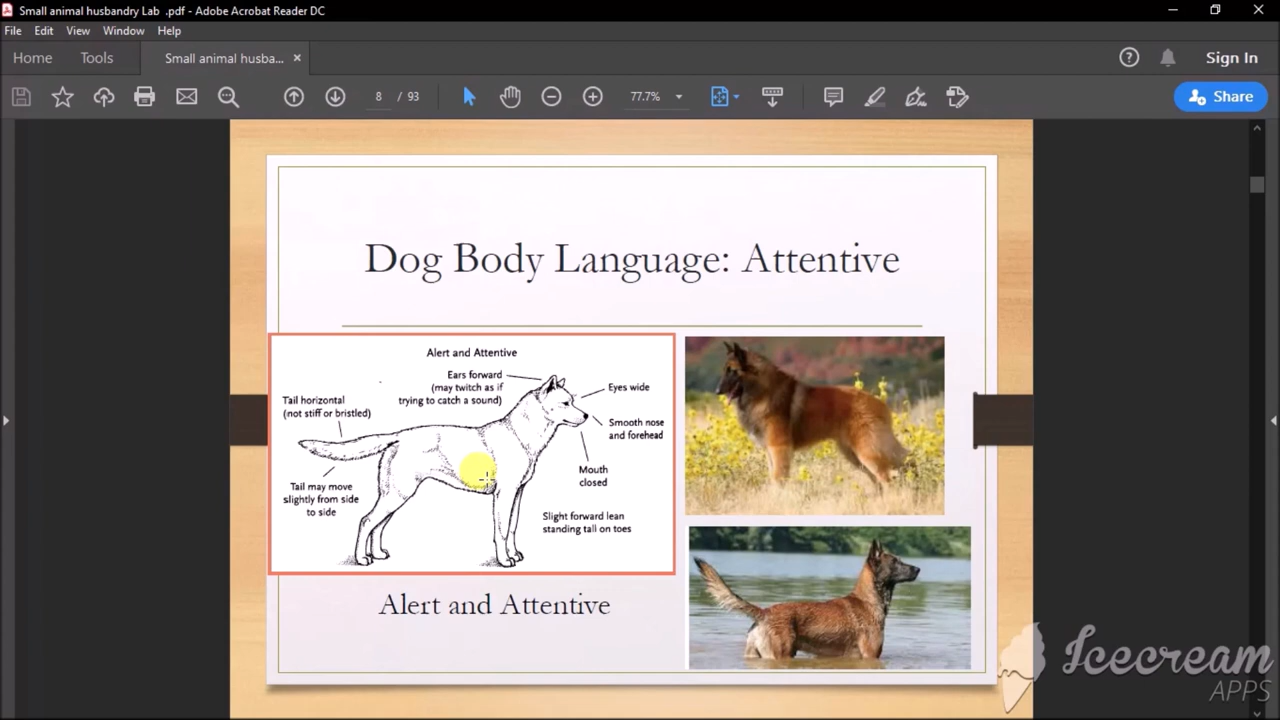 Small animal husbandry Lab .pdf - Adobe Acrobat Reader DC
File Edit View Window Help
Home Tools Small animal husba... Sign In
8 / 93 77.7% Share
Dog Body Language: Attentive
Alert and Attentive
Ears forward
(may twitch as if
trying to catch a sound)
Eyes wide
Tail horizontal
(not stiff or bristled)
Smooth nose
and forehead
Mouth
closed
Tail may move
slightly from side
to side
Slight forward lean
standing tall on toes
Alert and Attentive
Icecream
APPS